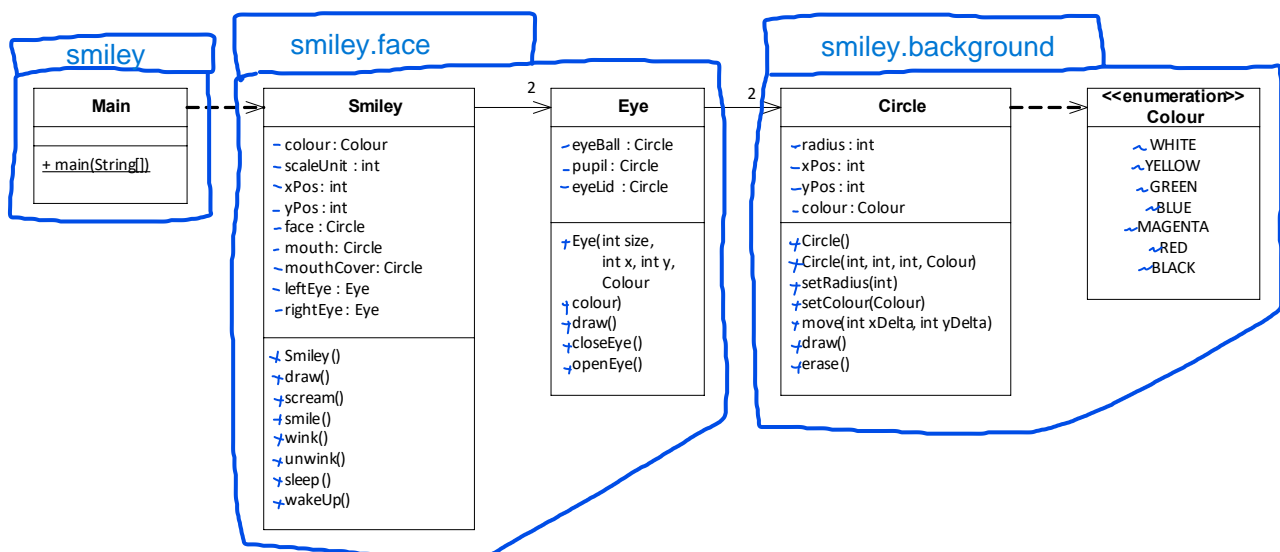 smiley
smiley.face
smiley.background
Main
+ main(String[])
Smiley
- colour : Colour
- scaleUnit : int
- xPos : int
- yPos : int
- face : Circle
- mouth : Circle
- mouthCover : Circle
- leftEye : Eye
- rightEye : Eye
+ Smiley()
+ draw()
+ scream()
+ smile()
+ wink()
+ unwink()
+ sleep()
+ wakeUp()
2
Eye
- eyeBall : Circle
- pupil : Circle
- eyeLid : Circle
+ Eye(int size,
int x, int y,
Colour
+ colour)
+ draw()
+ closeEye()
+ openEye()
2
Circle
- radius : int
- xPos : int
- yPos : int
- colour : Colour
+ Circle()
+ Circle(int, int, int, Colour)
+ setRadius(int)
+ setColour(Colour)
+ move(int xDelta, int yDelta)
+ draw()
+ erase()
<<enumeration>>
Colour
~ WHITE
~ YELLOW
~ GREEN
~ BLUE
~ MAGENTA
~ RED
~ BLACK